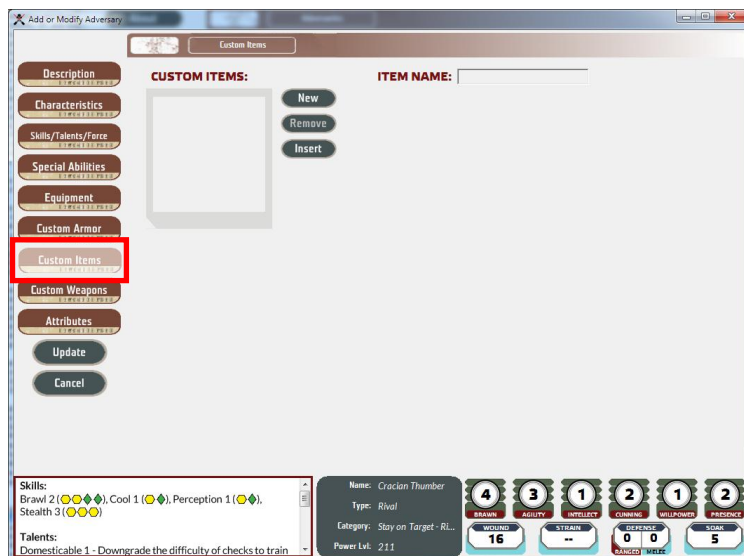 Add or Modify Adversary
Custom Items
Description
Characteristics
Skills/Talents/Force
Special Abilities
Equipment
Custom Armor
Custom Items
Custom Weapons
Attributes
Update
Cancel
CUSTOM ITEMS:
New
Remove
Insert
ITEM NAME:
Skills:
Brawl 2 (), Cool 1 (), Perception 1 (),
Stealth 3 ()
Talents:
Domesticable 1 - Downgrade the difficulty of checks to train
Name: Cracian Thumber
Type: Rival
Category: Stay on Target - Ri...
Power Lvl: 211
4 3 1 2 1 2
BRAWN AGILITY INTELLECT CUNNING WILLPOWER PRESENCE
WOUND STRAIN DEFENSE SOAK
16 -- 0 0 5
RANGED MELEE